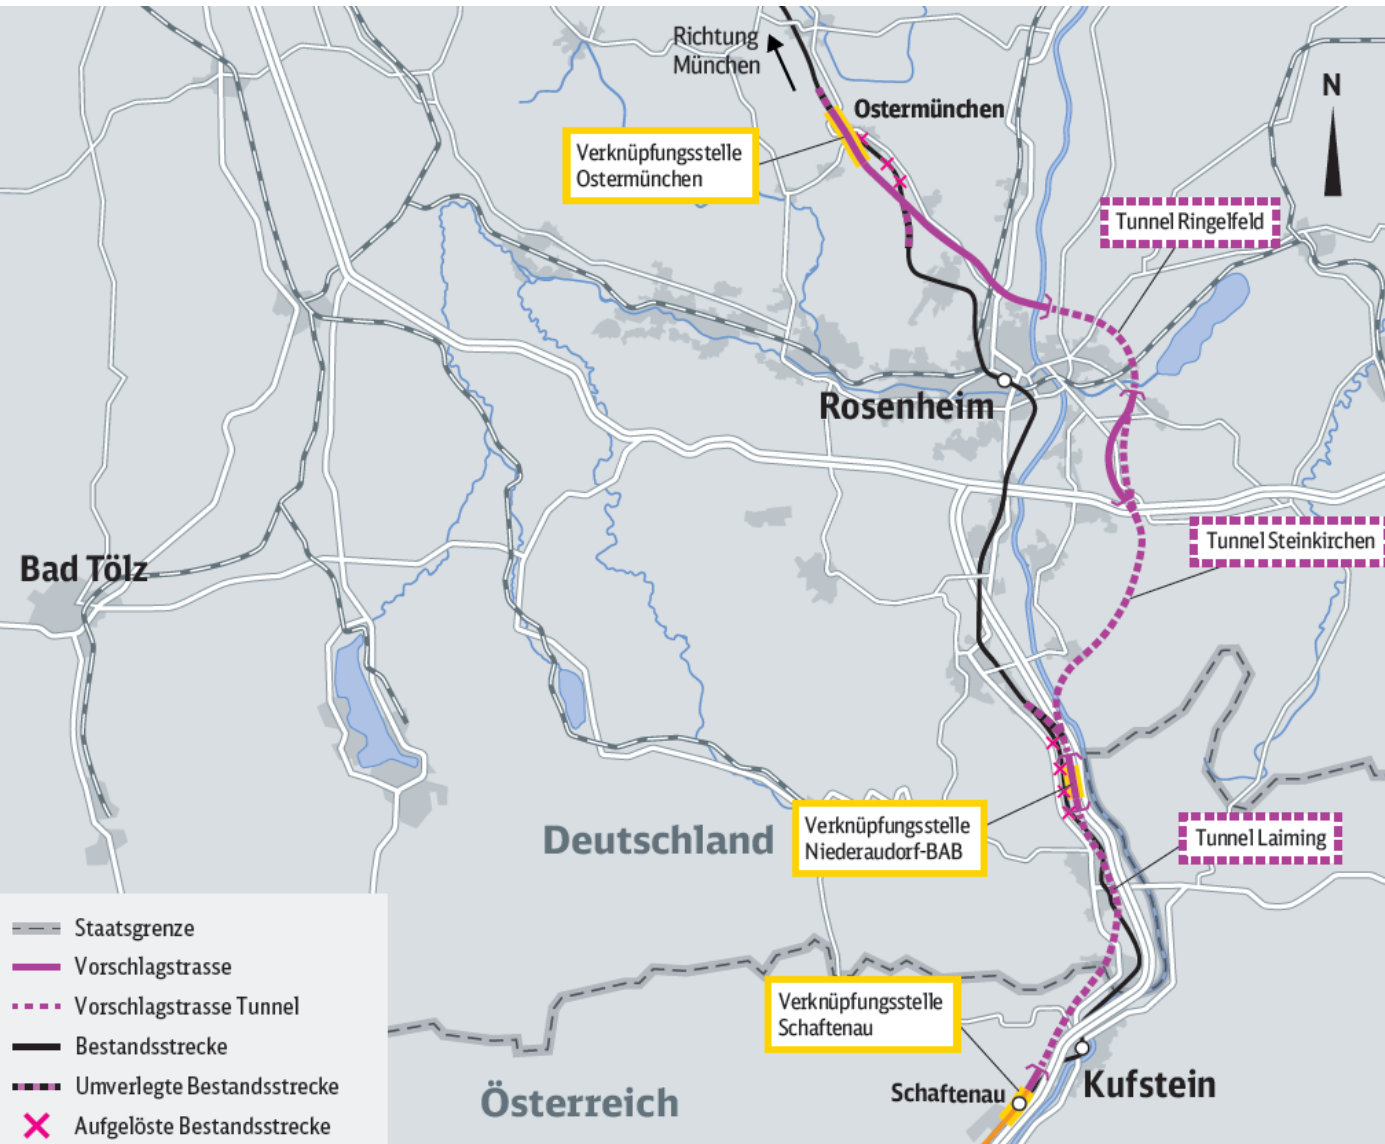 Richtung
München
N
Ostermünchen
Verknüpfungsstelle
Ostermünchen
Tunnel Ringelfeld
Rosenheim
Tunnel Steinkirchen
Bad Tölz
Deutschland
Verknüpfungsstelle
Niederaudorf-BAB
Tunnel Laiming
Staatsgrenze
Vorschlagstrasse
Vorschlagstrasse Tunnel
Bestandsstrecke
Umverlegte Bestandsstrecke
Aufgelöste Bestandsstrecke
Verknüpfungsstelle
Schaftenau
Österreich
Schaftenau
Kufstein